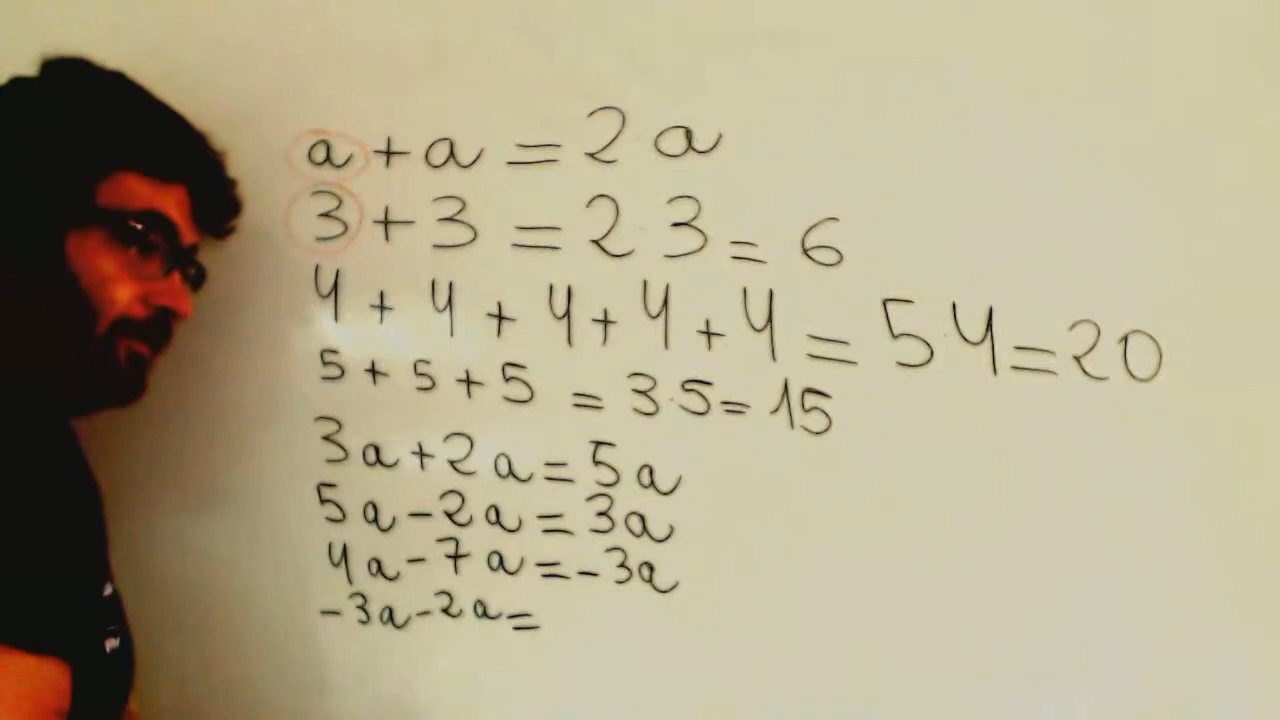 a + a = 2 a
3 + 3 = 2·3 = 6
4 + 4 + 4 + 4 + 4 = 5·4 = 20
5 + 5 + 5 = 3·5 = 15
3a + 2a = 5a
5a - 2a = 3a
4a - 7a = -3a
-3a - 2a =